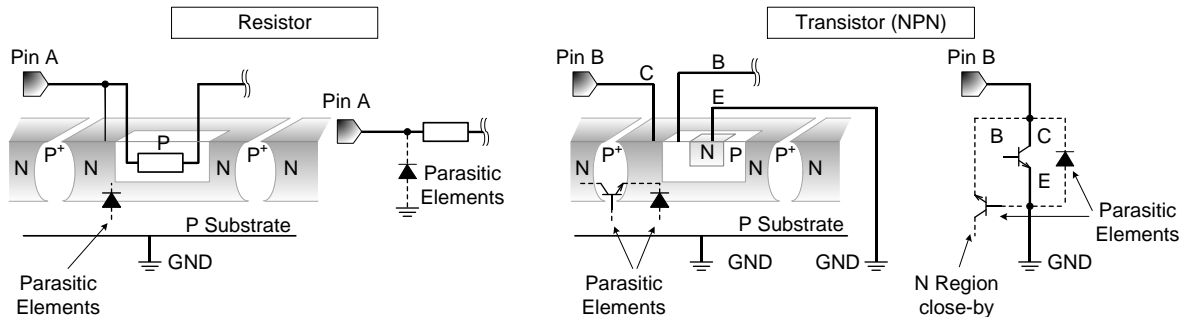 Resistor
Transistor (NPN)
Pin A
Pin A
N
P+
N
P
N
P+
N
Parasitic
Elements
P Substrate
GND
Parasitic
Elements
Pin B
C
B
E
N
P+
N
N
P
N
P+
N
P Substrate
GND
GND
Parasitic
Elements
Pin B
B
C
E
Parasitic
Elements
GND
N Region
close-by